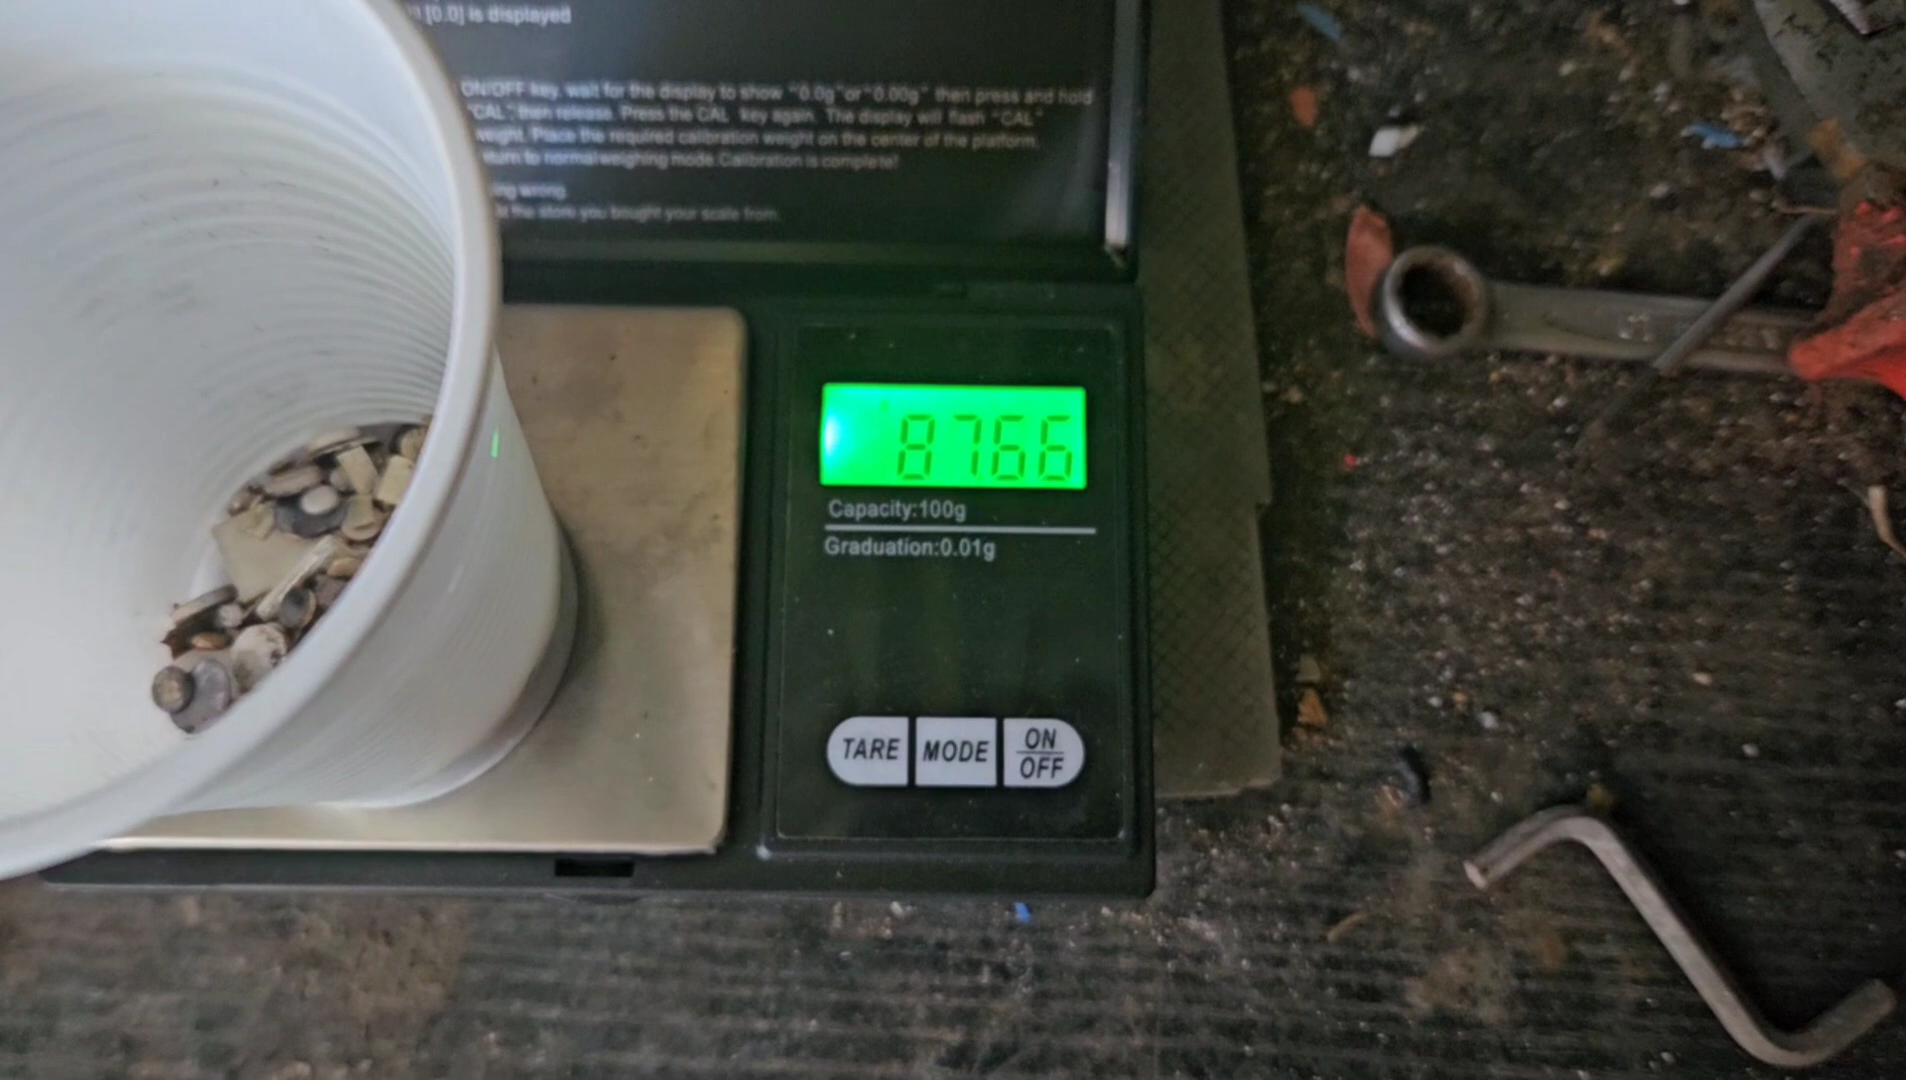 [0.0] is displayed
ON/OFF key, wait for the display to show "0.0g"or"0.00g" then press and hold
"CAL", then release. Press the CAL key again. The display will flash "CAL"
weight. Place the required calibration weight on the center of the platform.
to normal weighing mode.Calibration is complete!
wrong.
the store you bought your scale from.
8766
Capacity:100g
Graduation:0.01g
TARE MODE ON
OFF